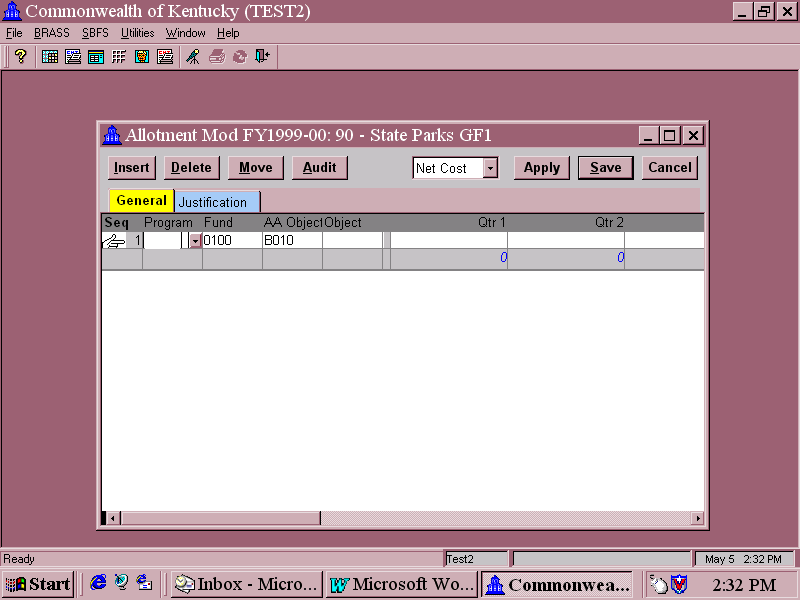 Commonwealth of Kentucky (TEST2)
File BRASS SBFS Utilities Window Help
Allotment Mod FY1999-00: 90 - State Parks GF1
Insert Delete Move Audit Net Cost Apply Save Cancel
General Justification
Seq Program Fund AA Object Object Qtr 1 Qtr 2
1 0100 B010
0 0
Ready Test2 May 5 2:32 PM
Start Inbox - Micro... Microsoft Wo... Commonwea... 2:32 PM